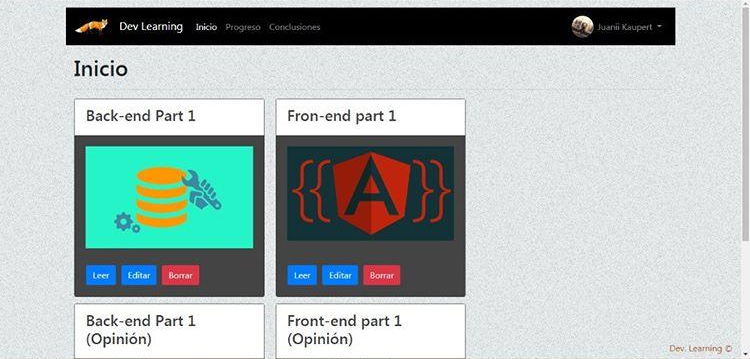 Dev Learning Inicio Progreso Conclusiones Juanii Kaupert
Inicio
Back-end Part 1
Fron-end part 1
{{A}}
Leer Editar Borrar
Leer Editar Borrar
Back-end Part 1
(Opinión)
Front-end part 1
(Opinión)
Dev. Learning ©